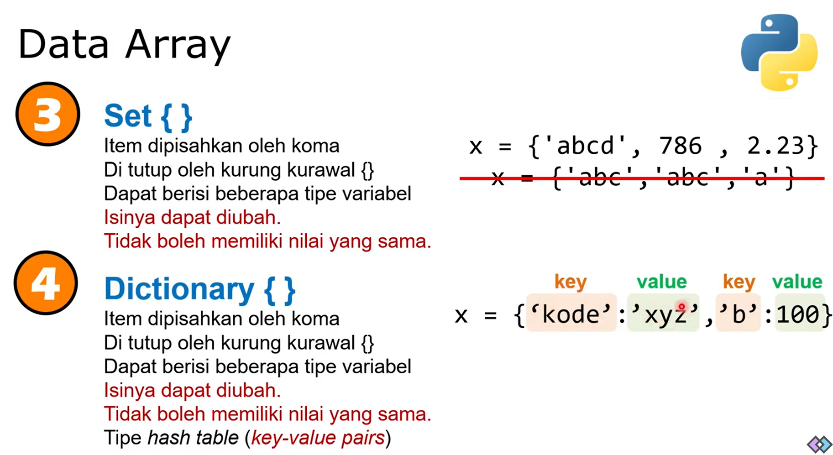 Data Array
3
Set { }
Item dipisahkan oleh koma
Di tutup oleh kurung kurawal {}
Dapat berisi beberapa tipe variabel
Isinya dapat diubah.
Tidak boleh memiliki nilai yang sama.
x = {'abcd', 786 , 2.23}
x = {'abc','abc','a'}
4
Dictionary { }
Item dipisahkan oleh koma
Di tutup oleh kurung kurawal {}
Dapat berisi beberapa tipe variabel
Isinya dapat diubah.
Tidak boleh memiliki nilai yang sama.
Tipe hash table (key-value pairs)
key value key value
x = {‘kode’:’xyz’,’b’:100}